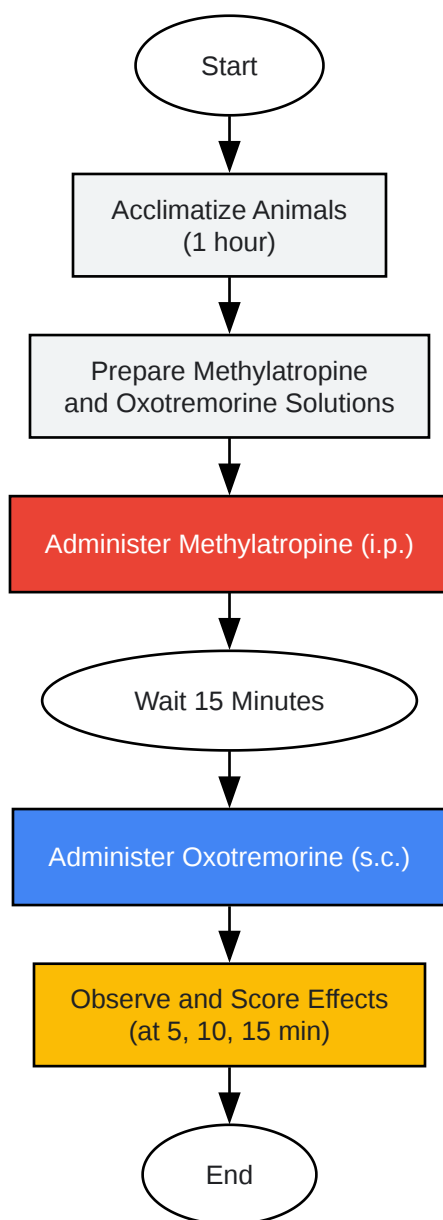 Start
Acclimatize Animals
(1 hour)
Prepare Methylatropine
and Oxotremorine Solutions
Administer Methylatropine (i.p.)
Wait 15 Minutes
Administer Oxotremorine (s.c.)
Observe and Score Effects
(at 5, 10, 15 min)
End